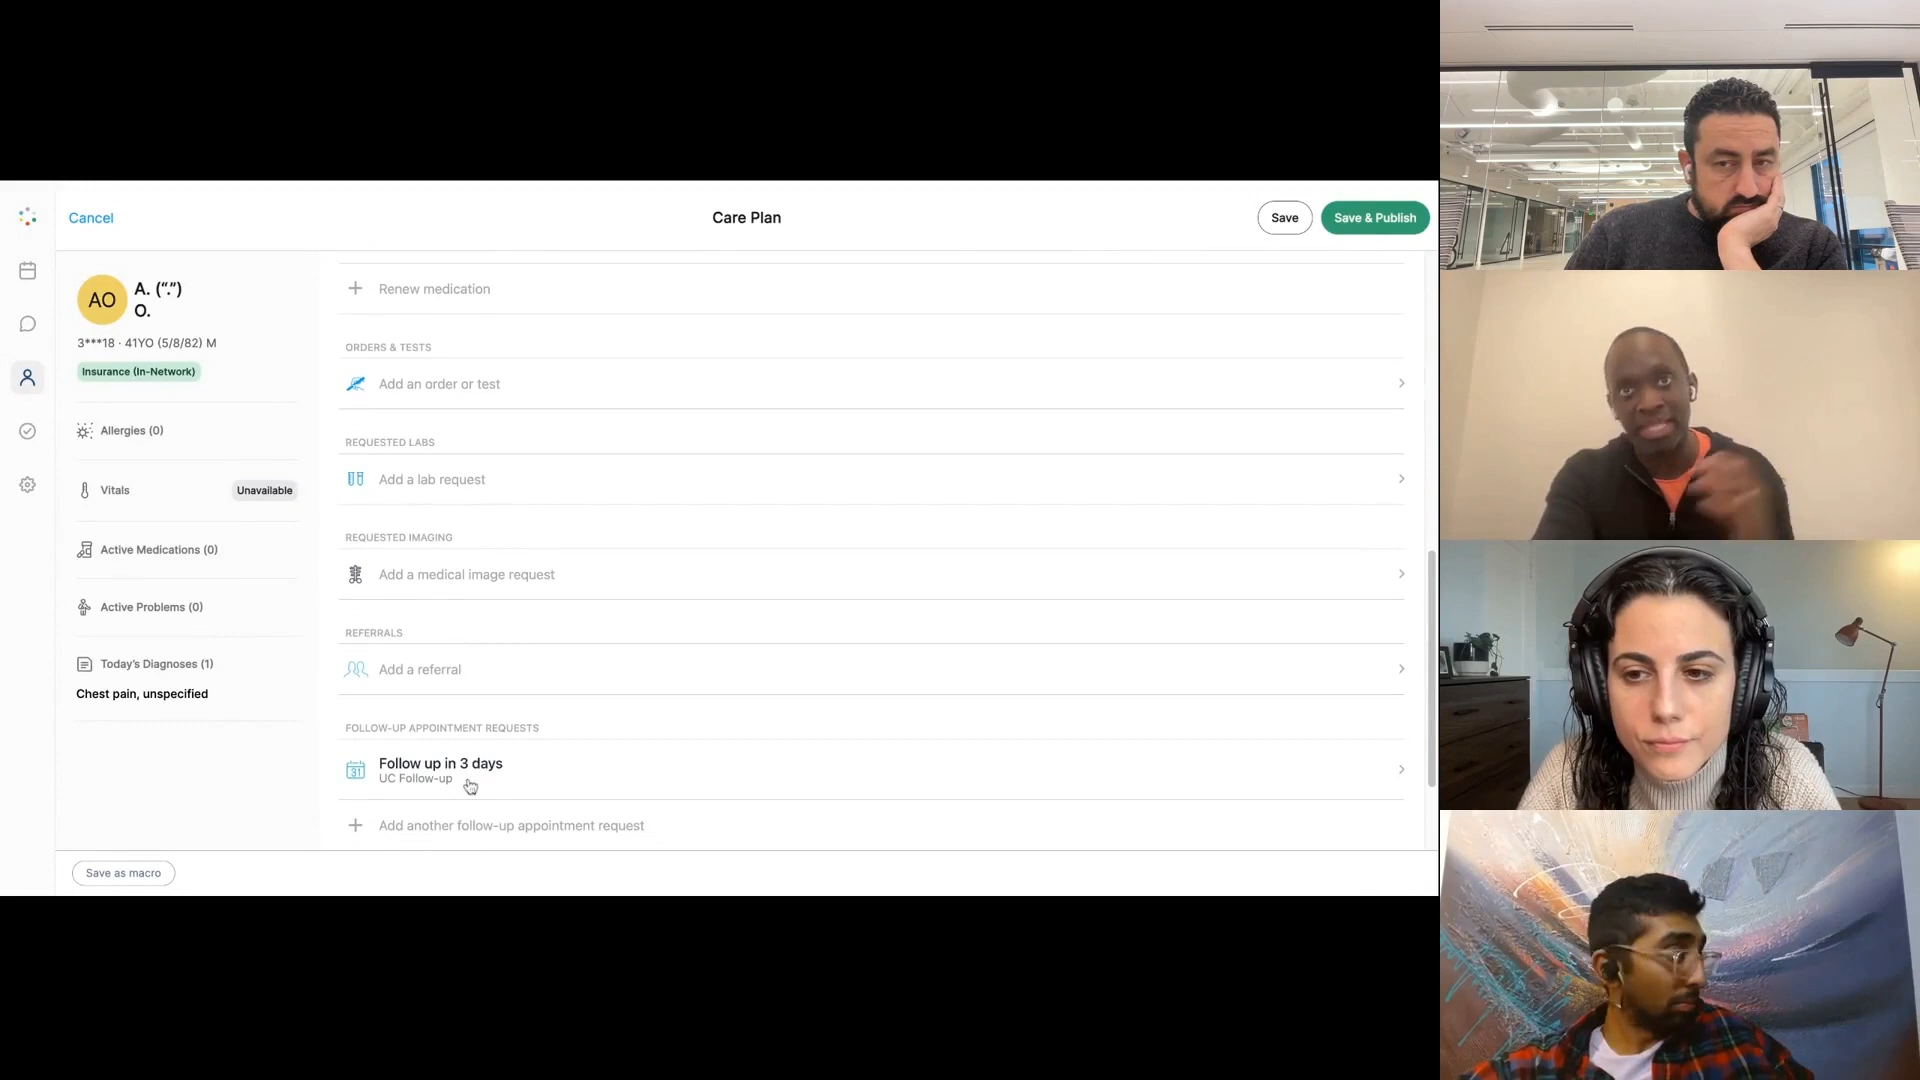 Cancel
Care Plan
Save
Save & Publish
AO
A. (“.”)
O.
3***18 · 41YO (5/8/82) M
Insurance (In-Network)
Allergies (0)
Vitals
Unavailable
Active Medications (0)
Active Problems (0)
Today's Diagnoses (1)
Chest pain, unspecified
Renew medication
ORDERS & TESTS
Add an order or test
REQUESTED LABS
Add a lab request
REQUESTED IMAGING
Add a medical image request
REFERRALS
Add a referral
FOLLOW-UP APPOINTMENT REQUESTS
31
Follow up in 3 days
UC Follow-up
Add another follow-up appointment request
Save as macro